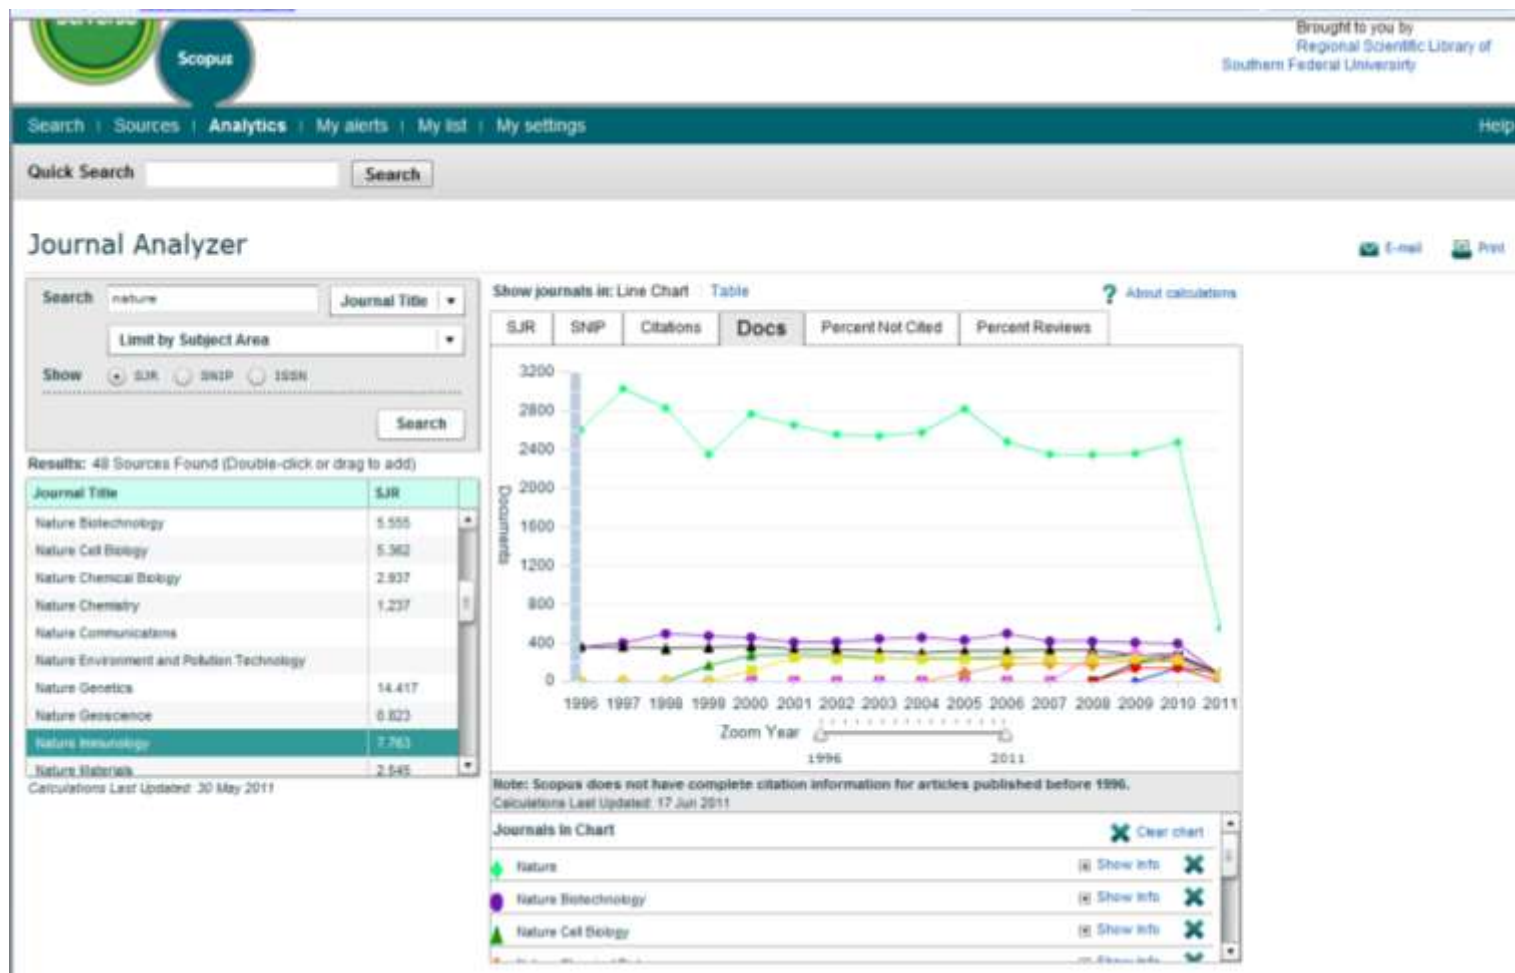 Scopus
Brought to you by
Regional Scientific Library of
Southern Federal Universirty
Search | Sources | Analytics | My alerts | My list | My settings
Help
Quick Search
Search
Journal Analyzer
E-mail
Print
Search nature Journal Title
Limit by Subject Area
Show SJR SNIP ISSN
Search
Results: 48 Sources Found (Double-click or drag to add)
Journal Title SJR
Nature Biotechnology 5.555
Nature Cell Biology 5.362
Nature Chemical Biology 2.937
Nature Chemistry 1.237
Nature Communications
Nature Environment and Pollution Technology
Nature Genetics 14.417
Nature Geoscience 0.823
Nature Immunology 7.763
Nature Materials 2.545
Calculations Last Updated: 30 May 2011
Show journals in: Line Chart | Table
? About calculations
SJR SNIP Citations Docs Percent Not Cited Percent Reviews
3200
2800
2400
2000
1600
1200
800
400
0
Documents
1996 1997 1998 1999 2000 2001 2002 2003 2004 2005 2006 2007 2008 2009 2010 2011
Zoom Year
1996 2011
Note: Scopus does not have complete citation information for articles published before 1996.
Calculations Last Updated: 17 Jun 2011
Journals in Chart
Clear chart
Nature Show info
Nature Biotechnology Show info
Nature Cell Biology Show info